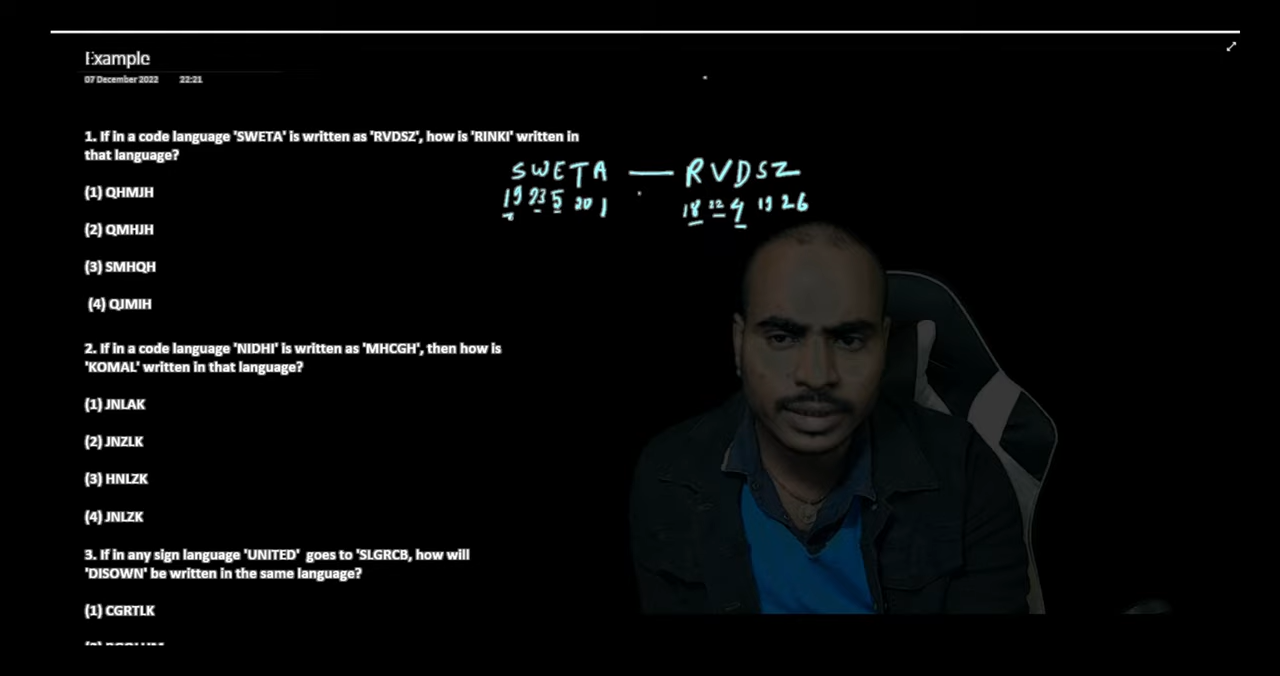 Example
07 December 2022 22:21
1. If in a code language 'SWETA' is written as 'RVDSZ', how is 'RINKI' written in
that language?
SWETA — RVDSZ
(1) QHMJH
19 23 5 20 1 18 22 4 19 26
(2) QMHJH
(3) SMHQH
(4) QJMIH
2. If in a code language 'NIDHI' is written as 'MHCGH', then how is
'KOMAL' written in that language?
(1) JNLAK
(2) JNZLK
(3) HNLZK
(4) JNLZK
3. If in any sign language 'UNITED' goes to 'SLGRCB, how will
'DISOWN' be written in the same language?
(1) CGRTLK